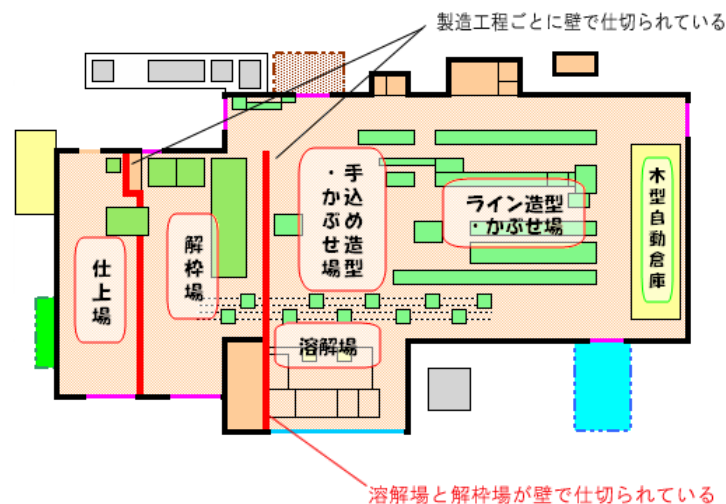 製造工程ごとに壁で仕切られている
仕上場
解枠場
手込め造型
・かぶせ場
ライン造型
・かぶせ場
木型自動倉庫
溶解場
溶解場と解枠場が壁で仕切られている